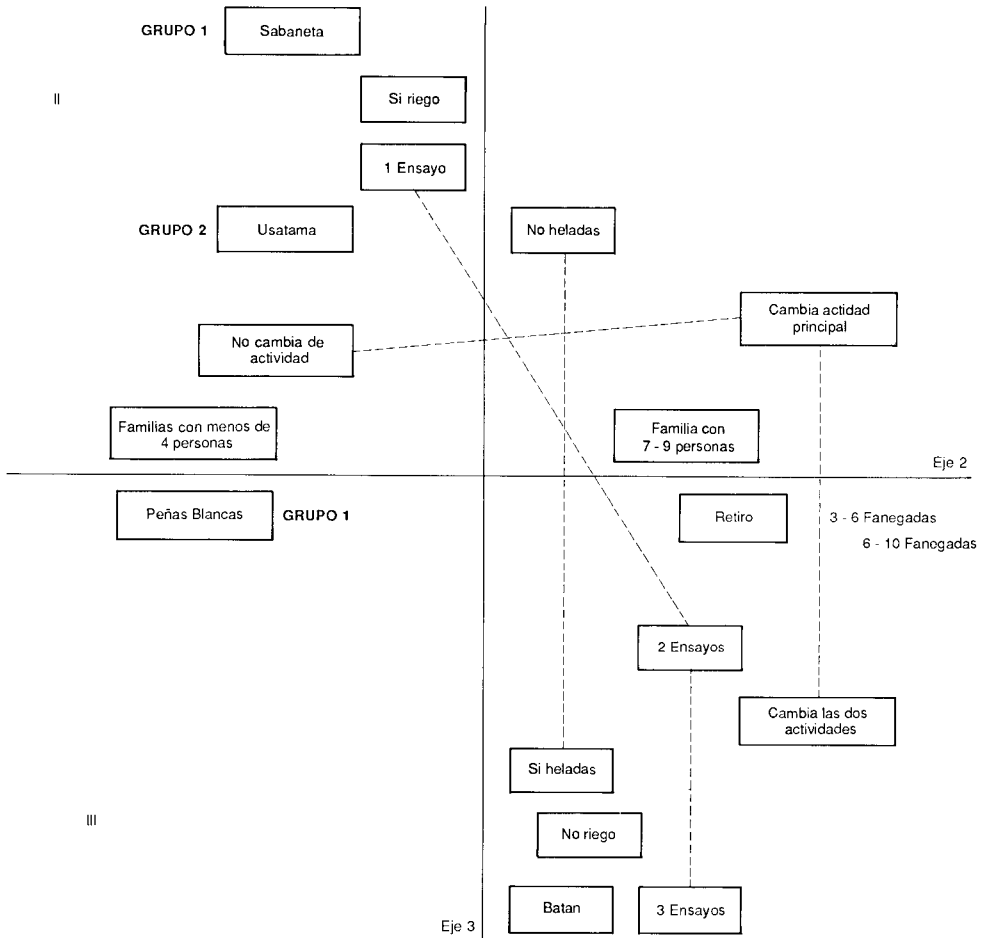 GRUPO 1
Sabaneta
II
Si riego
1 Ensayo
GRUPO 2
Usatama
No heladas
Cambia actidad
principal
No cambia de
actividad
Familias con menos de
4 personas
Familia con
7 - 9 personas
Eje 2
Peñas Blancas
GRUPO 1
Retiro
3 - 6 Fanegadas
6 - 10 Fanegadas
2 Ensayos
Cambia las dos
actividades
Si heladas
III
No riego
Batan
3 Ensayos
Eje 3